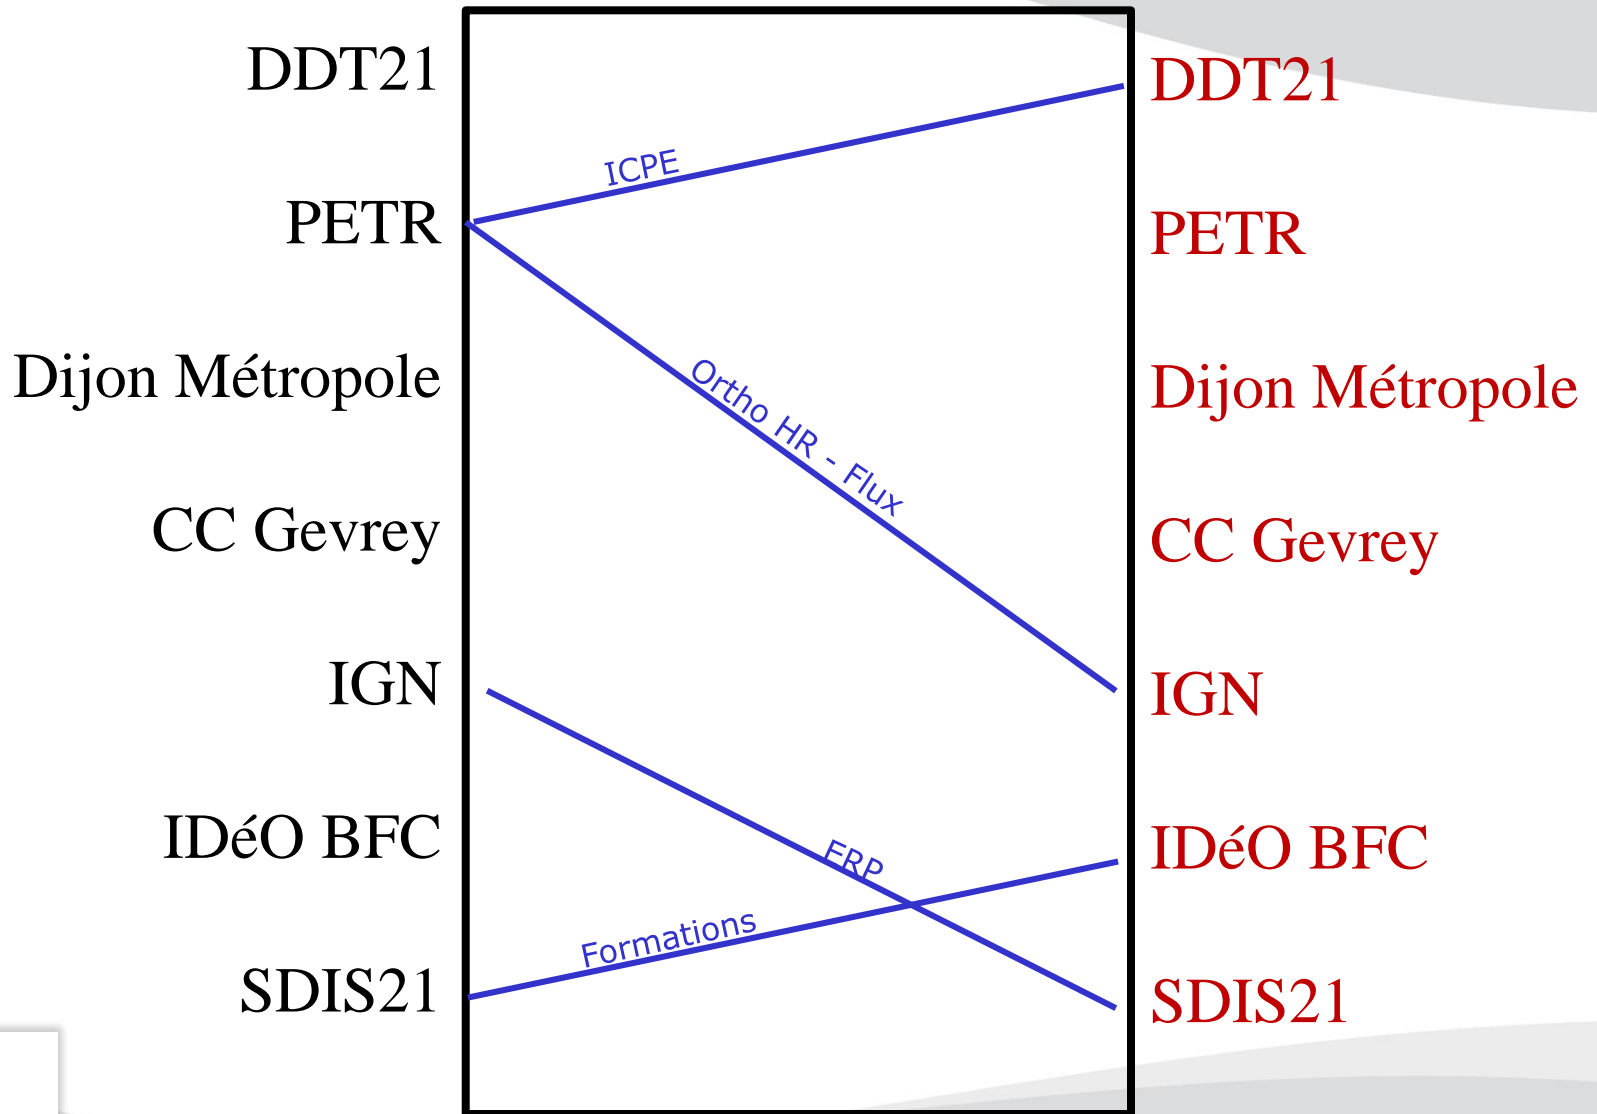 DDT21
PETR
Dijon Métropole
CC Gevrey
IGN
IDéO BFC
SDIS21
ICPE
Ortho HR - Flux
ERP
Formations
DDT21
PETR
Dijon Métropole
CC Gevrey
IGN
IDéO BFC
SDIS21